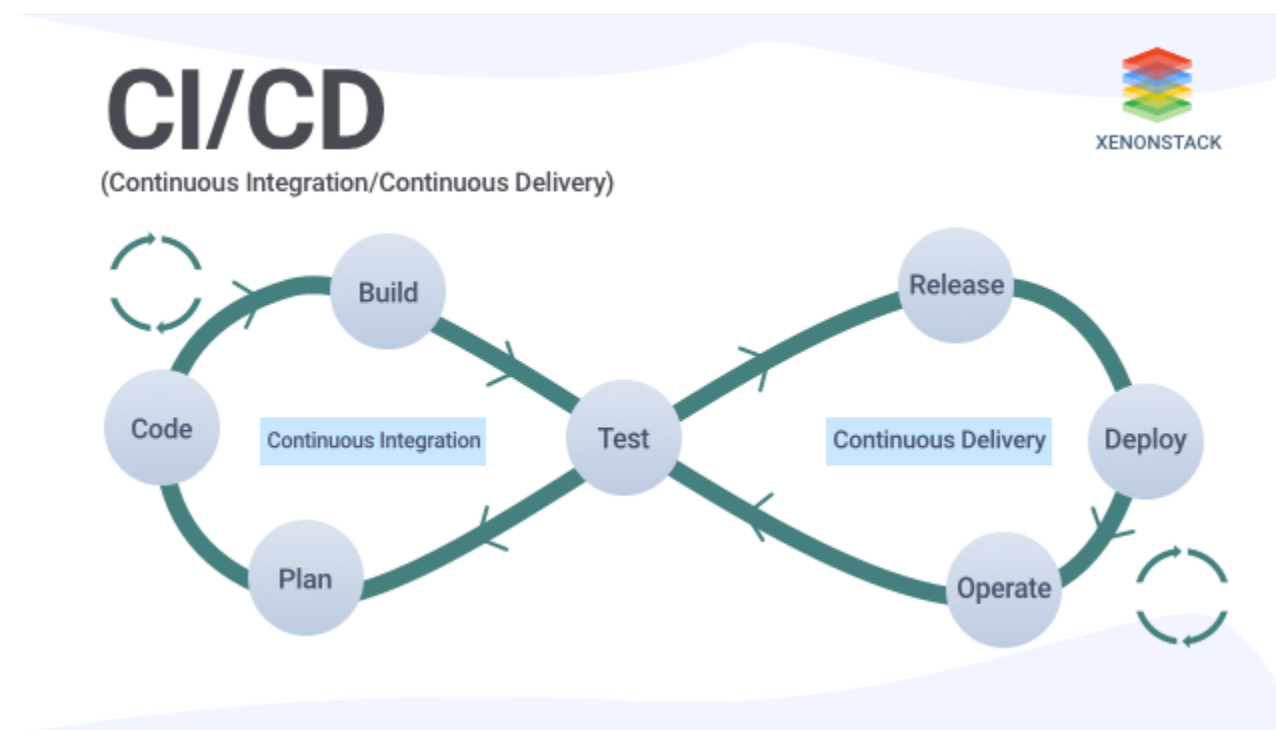 CI/CD
(Continuous Integration/Continuous Delivery)
XENONSTACK
Build
Release
Code
Continuous Integration
Test
Continuous Delivery
Deploy
Plan
Operate